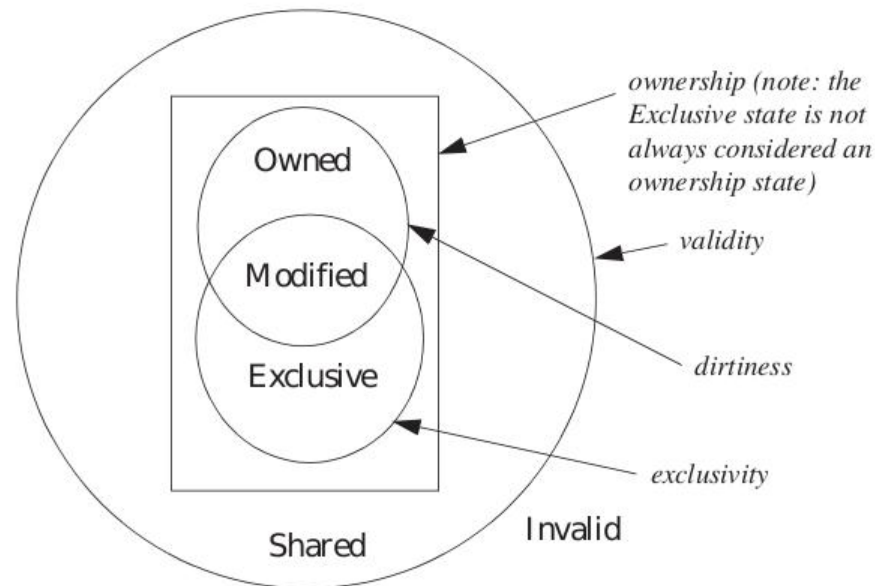 ownership (note: the
Exclusive state is not
always considered an
ownership state)
Owned
validity
Modified
dirtiness
Exclusive
exclusivity
Invalid
Shared